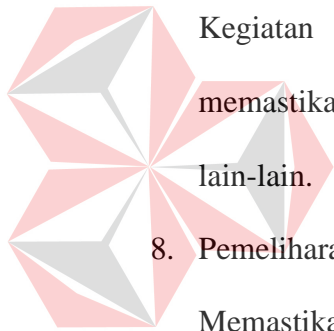 Kegiatan
memastika
lain-lain.
8. Pemelihara
Memastika